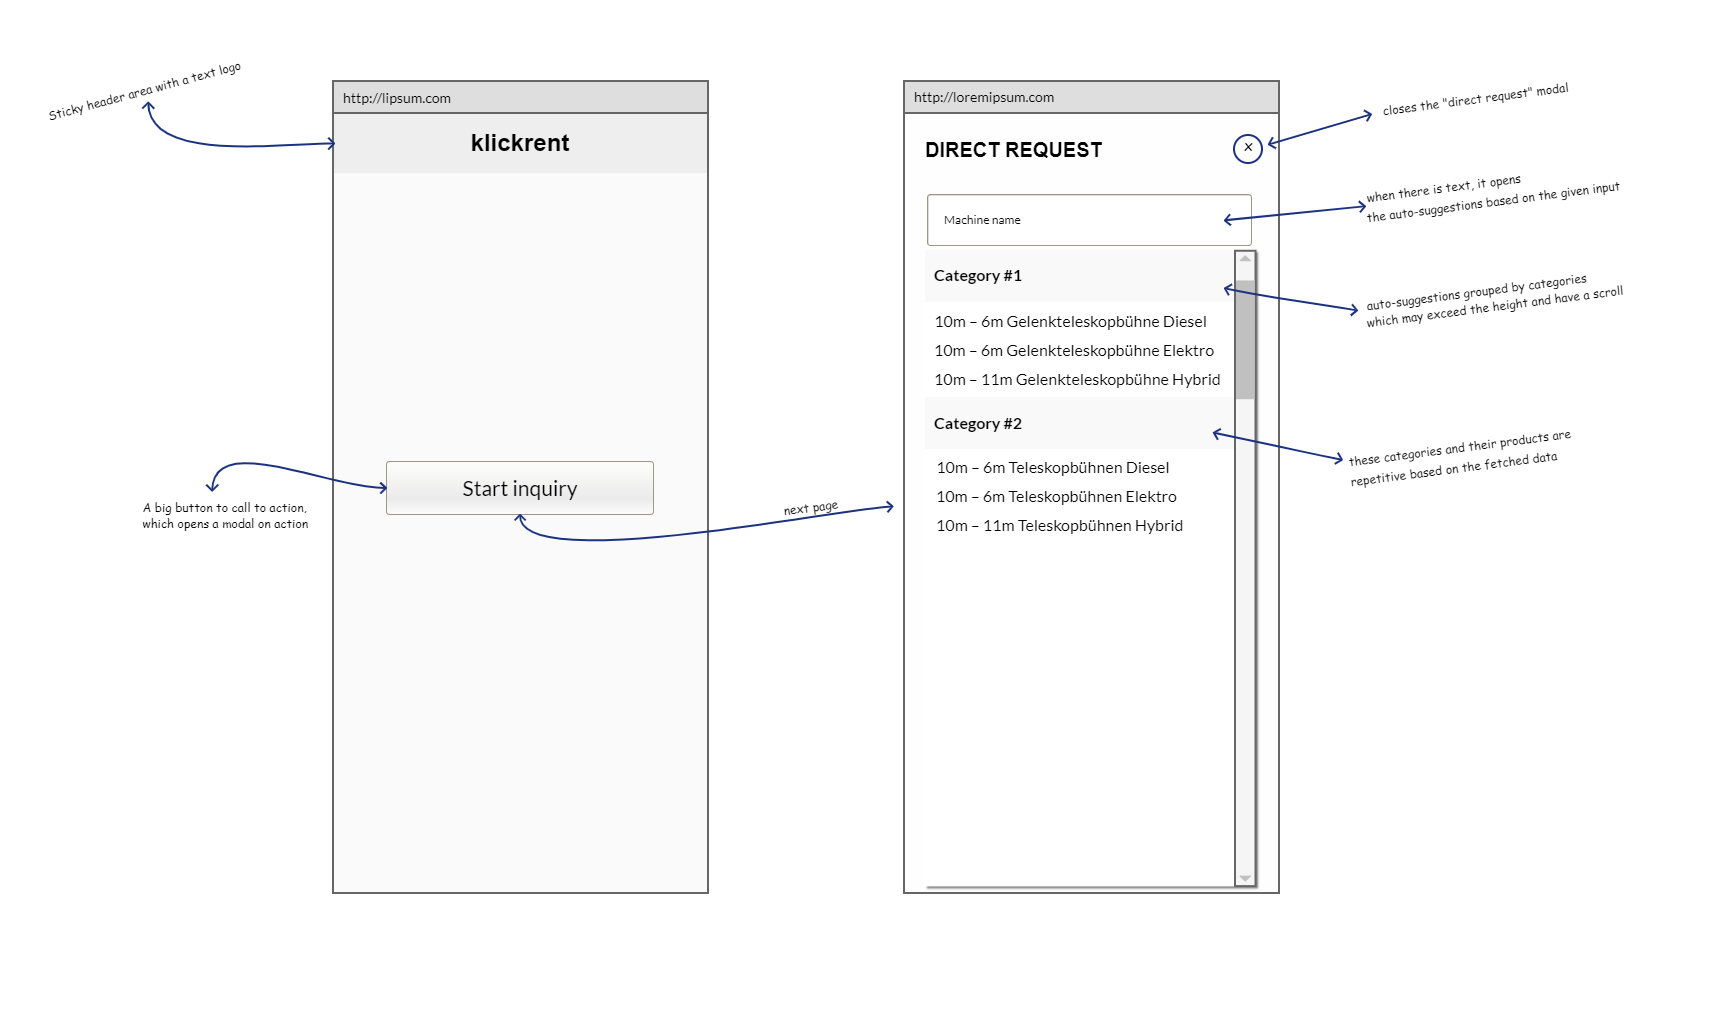 Sticky header area with a text logo
http://lipsum.com
klickrent
A big button to call to action,
which opens a modal on action
Start inquiry
next page
http://loremipsum.com
DIRECT REQUEST
x
closes the "direct request" modal
Machine name
when there is text, it opens
the auto-suggestions based on the given input
Category #1
auto-suggestions grouped by categories
which may exceed the height and have a scroll
10m – 6m Gelenkteleskopbühne Diesel
10m – 6m Gelenkteleskopbühne Elektro
10m – 11m Gelenkteleskopbühne Hybrid
Category #2
these categories and their products are
repetitive based on the fetched data
10m – 6m Teleskopbühnen Diesel
10m – 6m Teleskopbühnen Elektro
10m – 11m Teleskopbühnen Hybrid